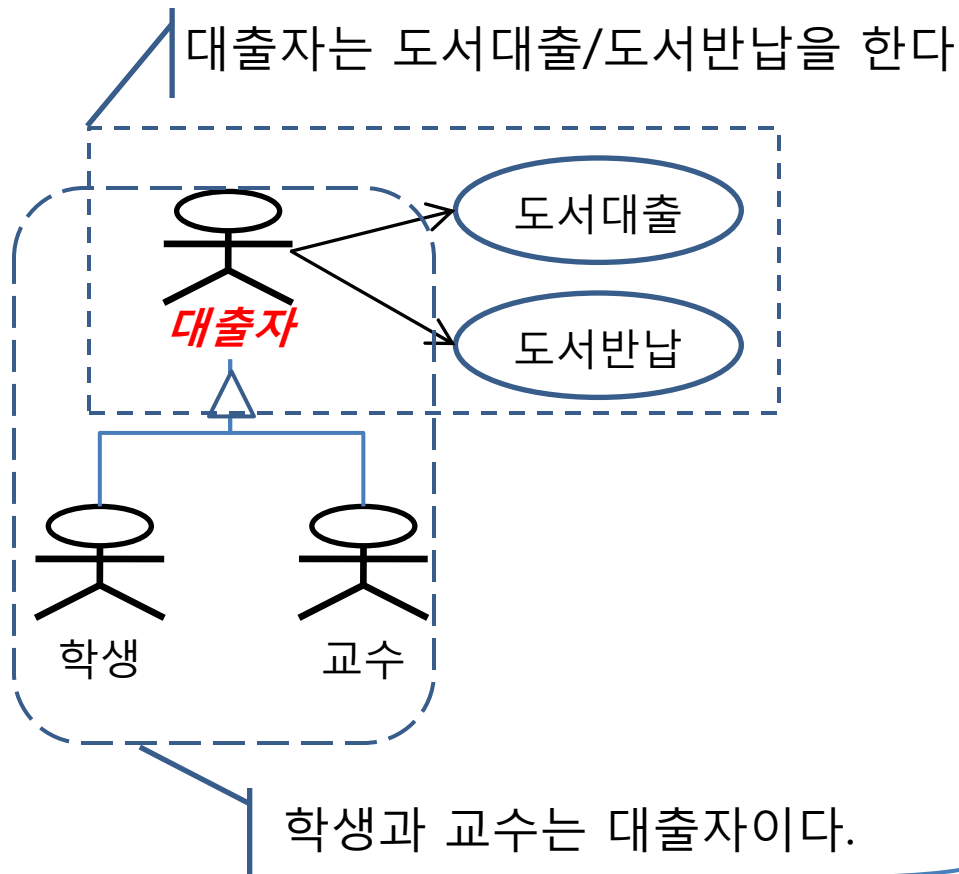 대출자는 도서대출/도서반납을 한다
도서대출
대출자
도서반납
학생
교수
학생과 교수는 대출자이다.